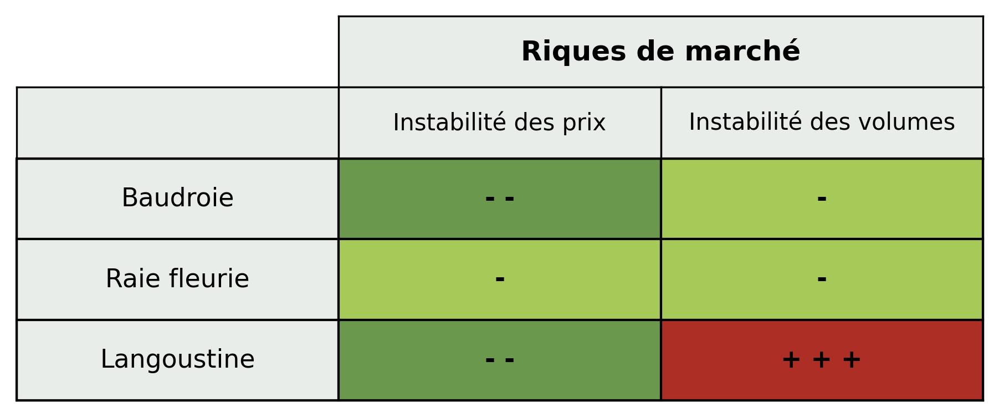 Riques de marché
Instabilité des prix
Instabilité des volumes
Baudroie
- -
-
Raie fleurie
-
-
Langoustine
- -
+ + +